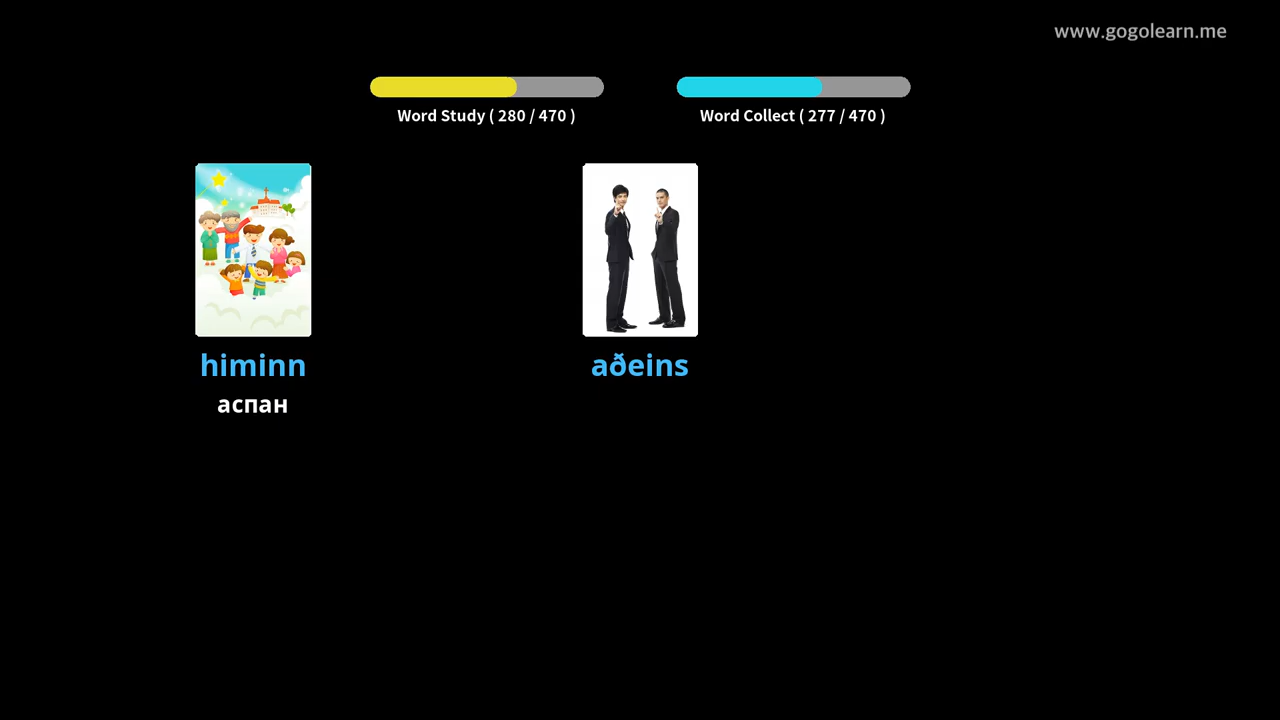 www.gogolearn.me
Word Study ( 280 / 470 )
Word Collect ( 277 / 470 )
himinn
аспан
aðeins